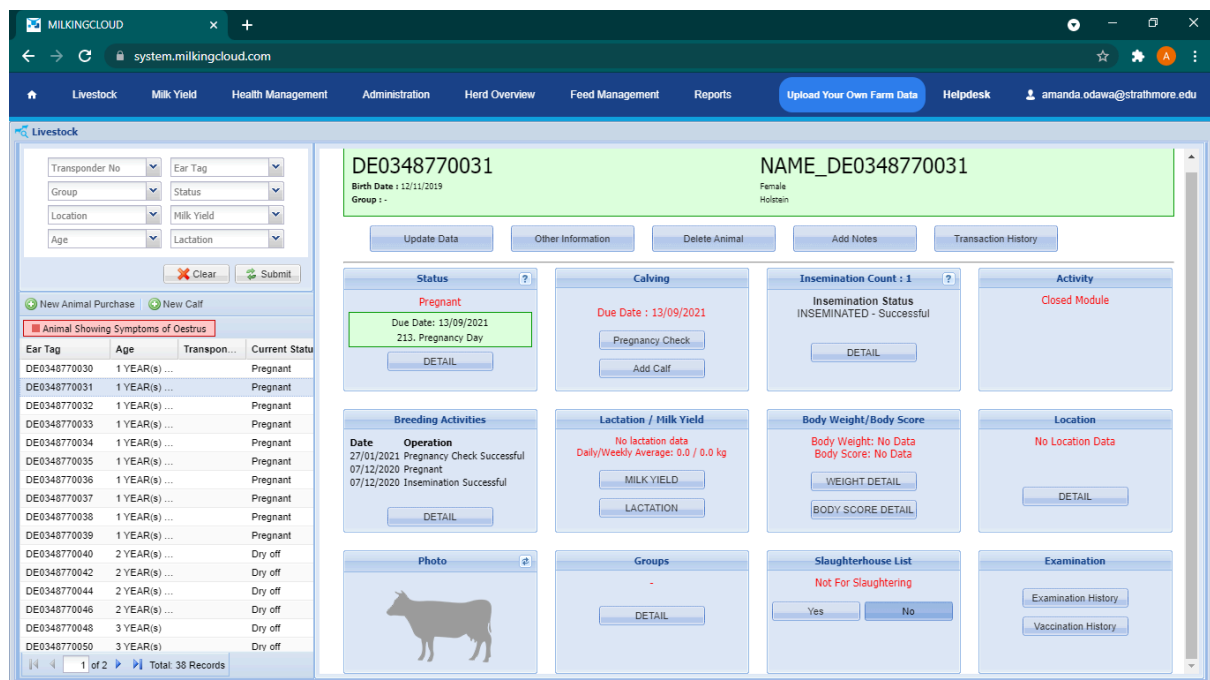 MILKINGCLOUD
system.milkingcloud.com
A
Livestock Milk Yield Health Management Administration Herd Overview Feed Management Reports Upload Your Own Farm Data Helpdesk amanda.odawa@strathmore.edu
Livestock
Transponder No Ear Tag
Group Status
Location Milk Yield
Age Lactation
Clear Submit
New Animal Purchase New Calf
Animal Showing Symptoms of Oestrus
Ear Tag Age Transpon... Current Statu
DE0348770030 1 YEAR(s) ... Pregnant
DE0348770031 1 YEAR(s) ... Pregnant
DE0348770032 1 YEAR(s) ... Pregnant
DE0348770033 1 YEAR(s) ... Pregnant
DE0348770034 1 YEAR(s) ... Pregnant
DE0348770035 1 YEAR(s) ... Pregnant
DE0348770036 1 YEAR(s) ... Pregnant
DE0348770037 1 YEAR(s) ... Pregnant
DE0348770038 1 YEAR(s) ... Pregnant
DE0348770039 1 YEAR(s) ... Pregnant
DE0348770040 2 YEAR(s) ... Dry off
DE0348770042 2 YEAR(s) ... Dry off
DE0348770044 2 YEAR(s) ... Dry off
DE0348770046 2 YEAR(s) ... Dry off
DE0348770048 3 YEAR(s) Dry off
DE0348770050 3 YEAR(s) Dry off
1 of 2 Total: 38 Records
DE0348770031 NAME_DE0348770031
Birth Date : 12/11/2019 Female
Group : - Holstein
Update Data Other Information Delete Animal Add Notes Transaction History
Status ?
Pregnant
Due Date: 13/09/2021
213. Pregnancy Day
DETAIL
Calving
Due Date : 13/09/2021
Pregnancy Check
Add Calf
Insemination Count : 1 ?
Insemination Status
INSEMINATED - Successful
DETAIL
Activity
Closed Module
Breeding Activities
Date Operation
27/01/2021 Pregnancy Check Successful
07/12/2020 Pregnant
07/12/2020 Insemination Successful
DETAIL
Lactation / Milk Yield
No lactation data
Daily/Weekly Average: 0.0 / 0.0 kg
MILK YIELD
LACTATION
Body Weight/Body Score
Body Weight: No Data
Body Score: No Data
WEIGHT DETAIL
BODY SCORE DETAIL
Location
No Location Data
DETAIL
Photo
Groups
-
DETAIL
Slaughterhouse List
Not For Slaughtering
Yes No
Examination
Examination History
Vaccination History